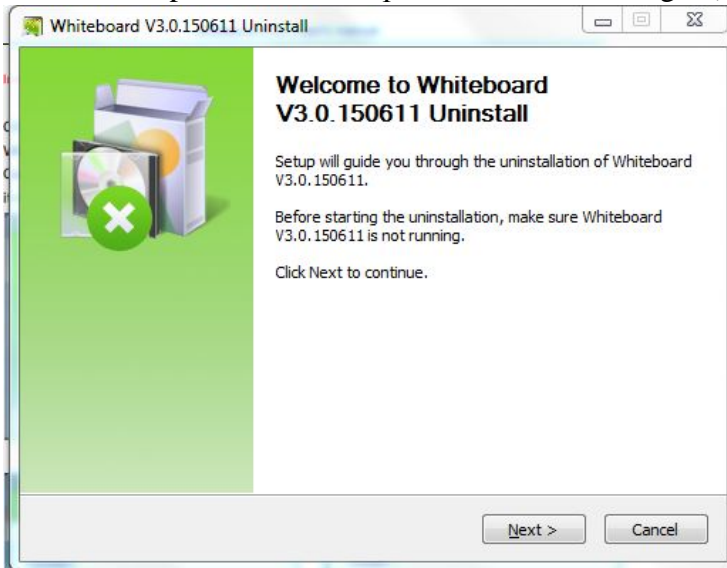 Whiteboard V3.0.150611 Uninstall
Welcome to Whiteboard
V3.0.150611 Uninstall
Setup will guide you through the uninstallation of Whiteboard
V3.0.150611.
Before starting the uninstallation, make sure Whiteboard
V3.0.150611 is not running.
Click Next to continue.
Next >
Cancel